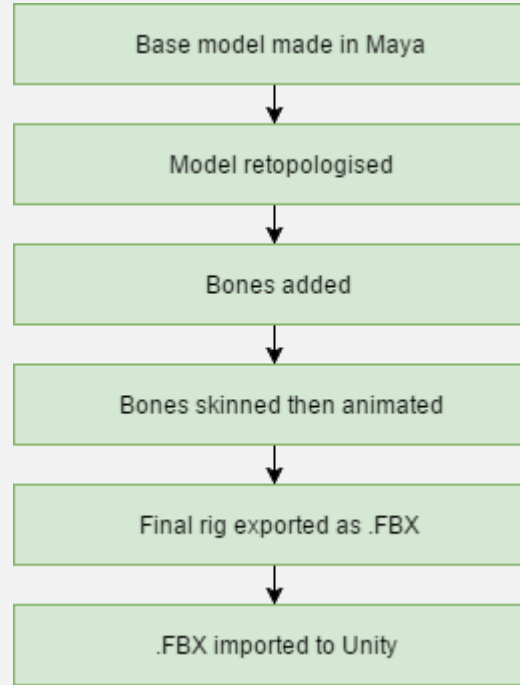 Base model made in Maya
Model retopologised
Bones added
Bones skinned then animated
Final rig exported as .FBX
.FBX imported to Unity